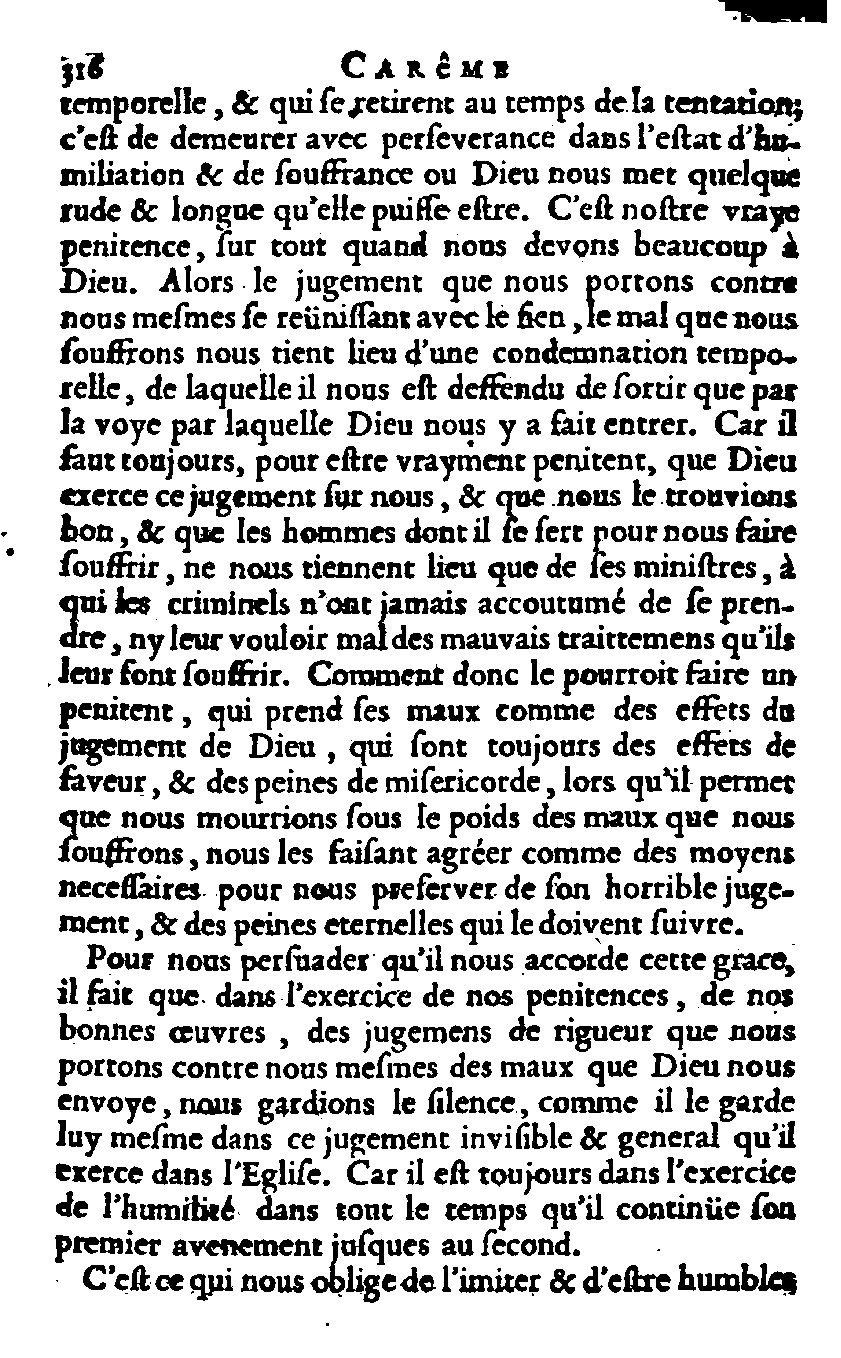 316 CARêME
temporelle, & qui se retirent au temps de la tentation;
c'eſt de demeurer avec perſeverance dans l'eſtat d'hu-
miliation & de ſouffrance ou Dieu nous met quelque
rude & longue qu'elle puiſſe eſtre. C'eſt noſtre vraye
penitence, ſur tout quand nous devons beaucoup à
Dieu. Alors le jugement que nous portons contre
nous meſmes ſe reüniſſant avec le ſien, le mal que nous
ſouffrons nous tient lieu d'une condemnation tempo-
relle, de laquelle il nous eſt deffendu de ſortir que par
la voye par laquelle Dieu nous y a fait entrer. Car il
faut toujours, pour eſtre vrayment penitent, que Dieu
exerce ce jugement ſur nous, & que nous le trouvions
bon, & que les hommes dont il ſe ſert pour nous faire
ſouffrir, ne nous tiennent lieu que de ſes miniſtres, à
qui les criminels n'ont jamais accoutumé de ſe pren-
dre, ny leur vouloir mal des mauvais traittemens qu'ils
leur font ſouffrir. Comment donc le pourroit faire un
penitent, qui prend ſes maux comme des effets du
jugement de Dieu, qui ſont toujours des effets de
faveur, & des peines de miſericorde, lors qu'il permet
que nous mourrions ſous le poids des maux que nous
ſouffrons, nous les faiſant agréer comme des moyens
neceſſaires pour nous preſerver de ſon horrible juge-
ment, & des peines eternelles qui le doivent ſuivre.
Pour nous perſuader qu'il nous accorde cette grace,
il fait que dans l'exercice de nos penitences, de nos
bonnes œuvres, des jugemens de rigueur que nous
portons contre nous meſmes des maux que Dieu nous
envoye, nous gardions le ſilence, comme il le garde
luy meſme dans ce jugement inviſible & general qu'il
exerce dans l'Egliſe. Car il eſt toujours dans l'exercice
de l'humilité dans tout le temps qu'il continüe ſon
premier avenement juſques au ſecond.
C'eſt ce qui nous oblige de l'imiter & d'eſtre humbles